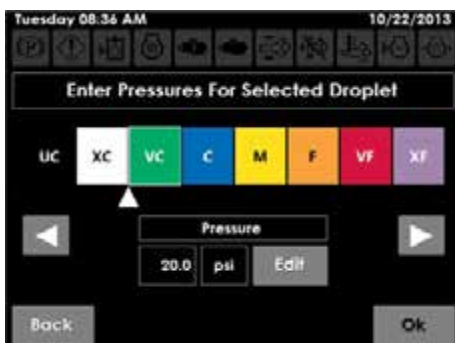 Tuesday 08:36 AM 10/22/2013
Enter Pressures For Selected Droplet
UC XC VC C M F VF XF
Pressure
20.0 psi Edit
Back Ok